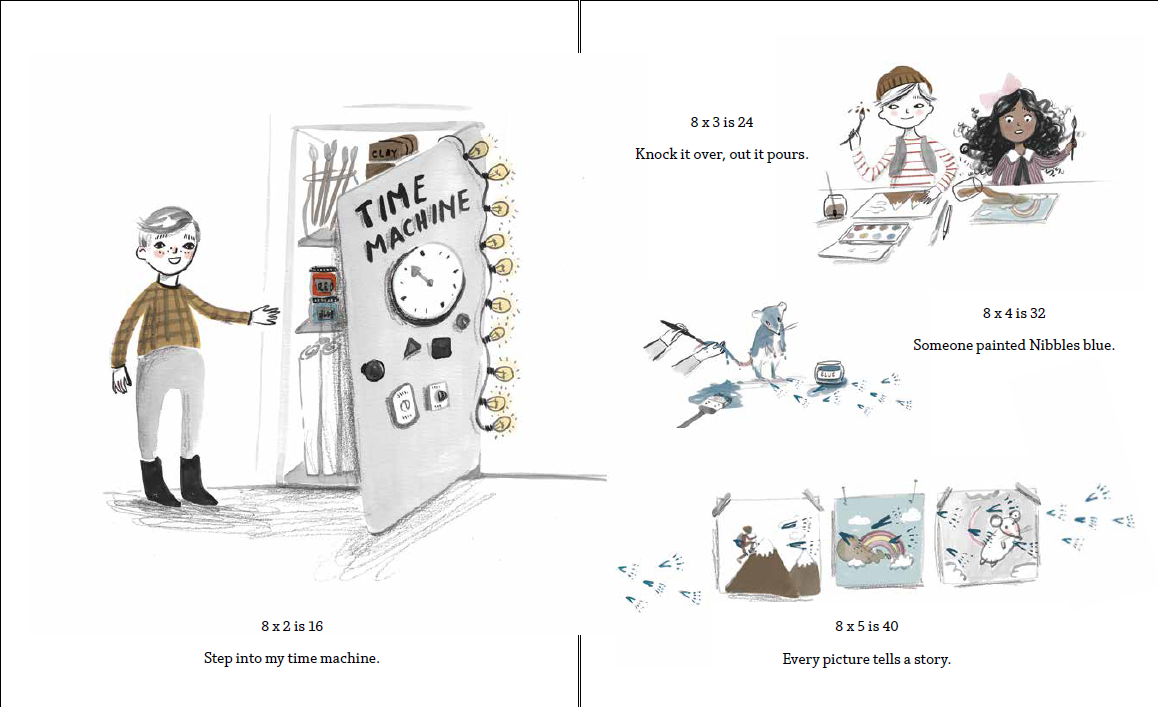 CLAY
TIME
MACHINE
RED
BLUE
8 x 2 is 16
Step into my time machine.
8 x 3 is 24
Knock it over, out it pours.
BLUE
8 x 4 is 32
Someone painted Nibbles blue.
8 x 5 is 40
Every picture tells a story.